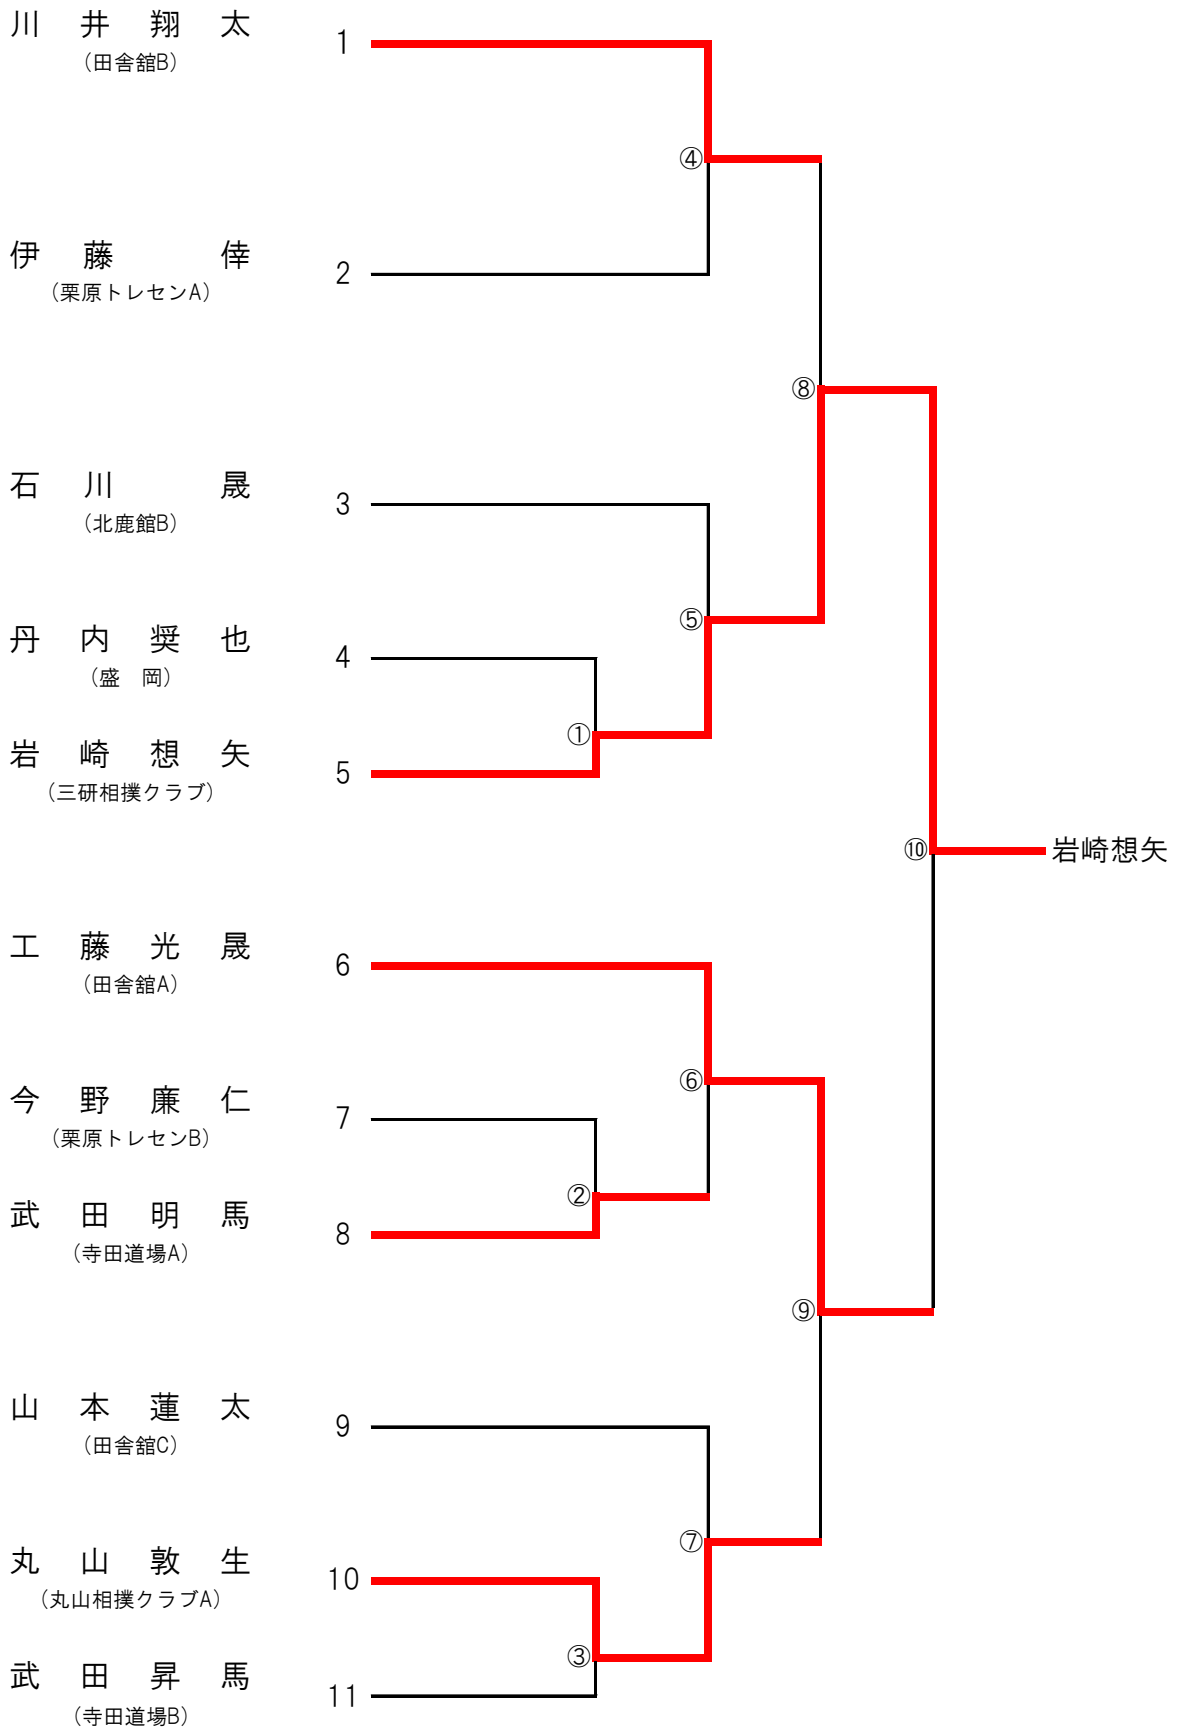 川井翔太
（田舎舘B）
1
④
伊藤　倖
（栗原トレセンA）
2
⑧
石川　晟
（北鹿館B）
3
⑤
丹内奨也
（盛　岡）
4
①
岩崎想矢
（三研相撲クラブ）
5
⑩
岩崎想矢
工藤光晟
（田舎舘A）
6
⑥
今野廉仁
（栗原トレセンB）
7
②
武田明馬
（寺田道場A）
8
⑨
山本蓮太
（田舎舘C）
9
⑦
丸山敦生
（丸山相撲クラブA）
10
③
武田昇馬
（寺田道場B）
11